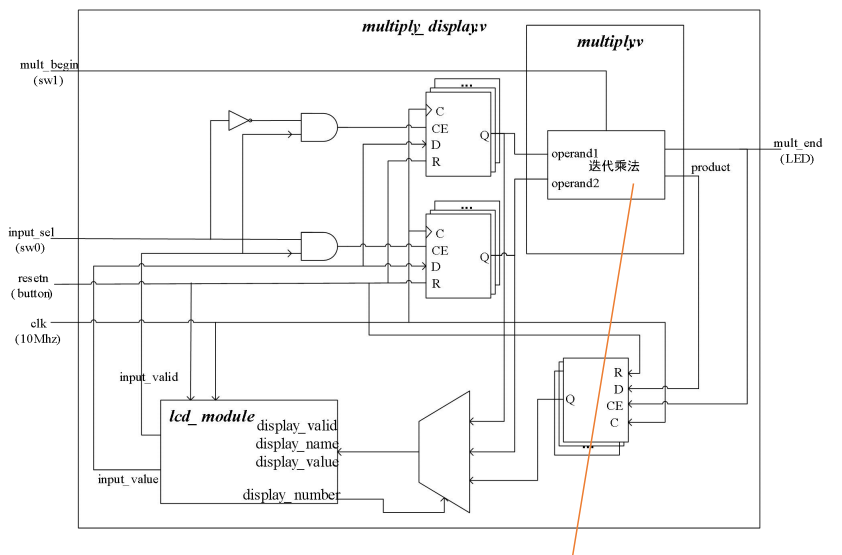 multiply_display.v
multiply.v
mult_begin
(sw1)
...
C
CE
D
R
Q
operand1
operand2
迭代乘法
product
mult_end
(LED)
input_sel
(sw0)
...
C
CE
D
R
Q
resetn
(button)
clk
(10Mhz)
input_valid
input_value
lcd_module
display_valid
display_name
display_value
display_number
Q
R
D
CE
C
...